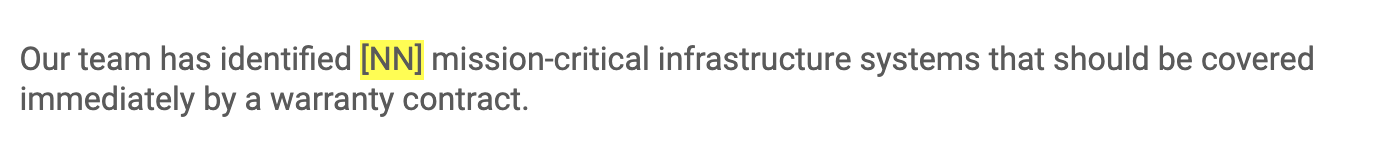 Our team has identified [NN] mission-critical infrastructure systems that should be covered
immediately by a warranty contract.